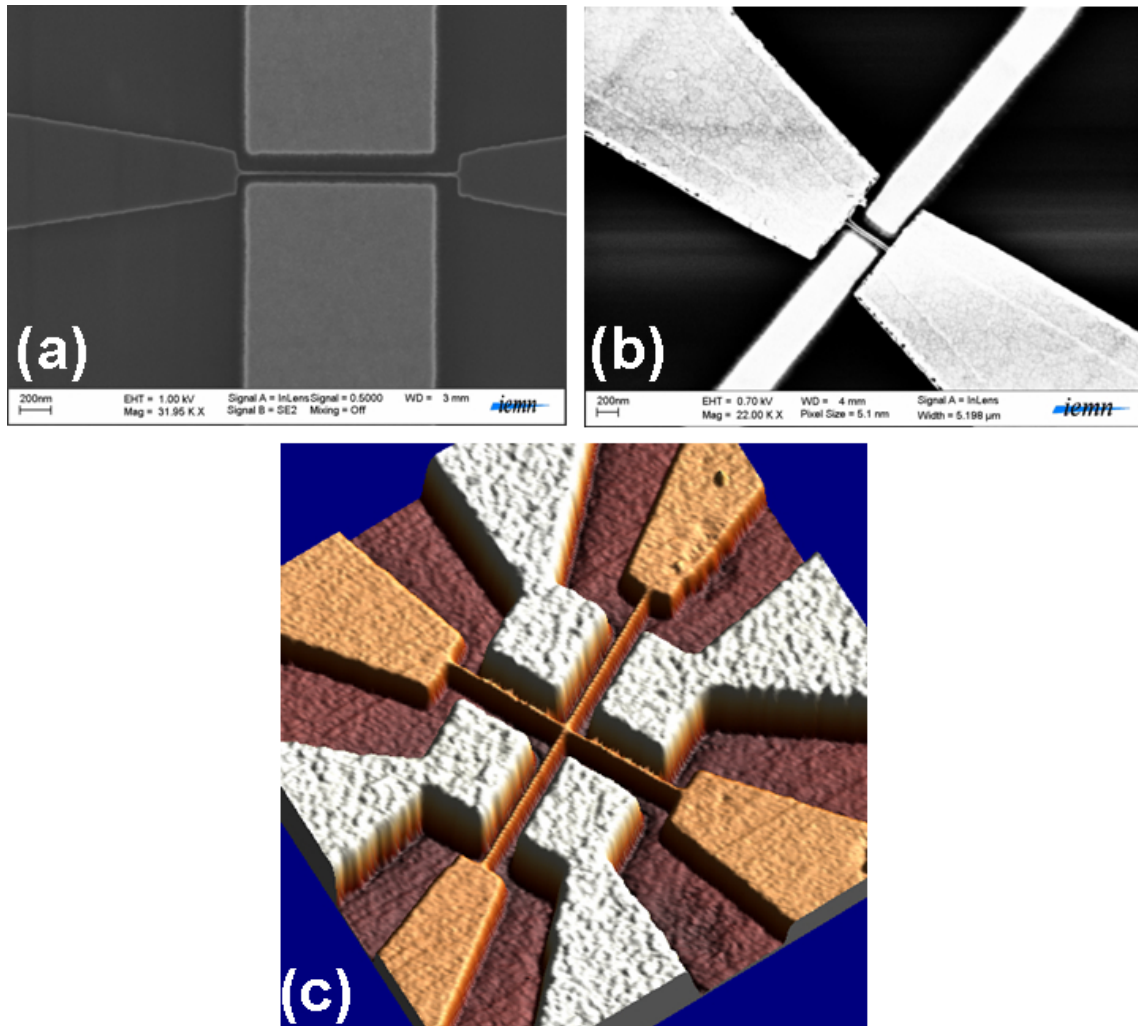 (a)
200nm
EHT = 1.00 kV
Mag = 31.95 K X
Signal A = InLens
Signal B = SE2
Signal = 0.5000
Mixing = Off
WD = 3 mm
iemn
(b)
200nm
EHT = 0.70 kV
Mag = 22.00 K X
WD = 4 mm
Pixel Size = 5.1 nm
Signal A = InLens
Width = 5.198 µm
iemn
(c)